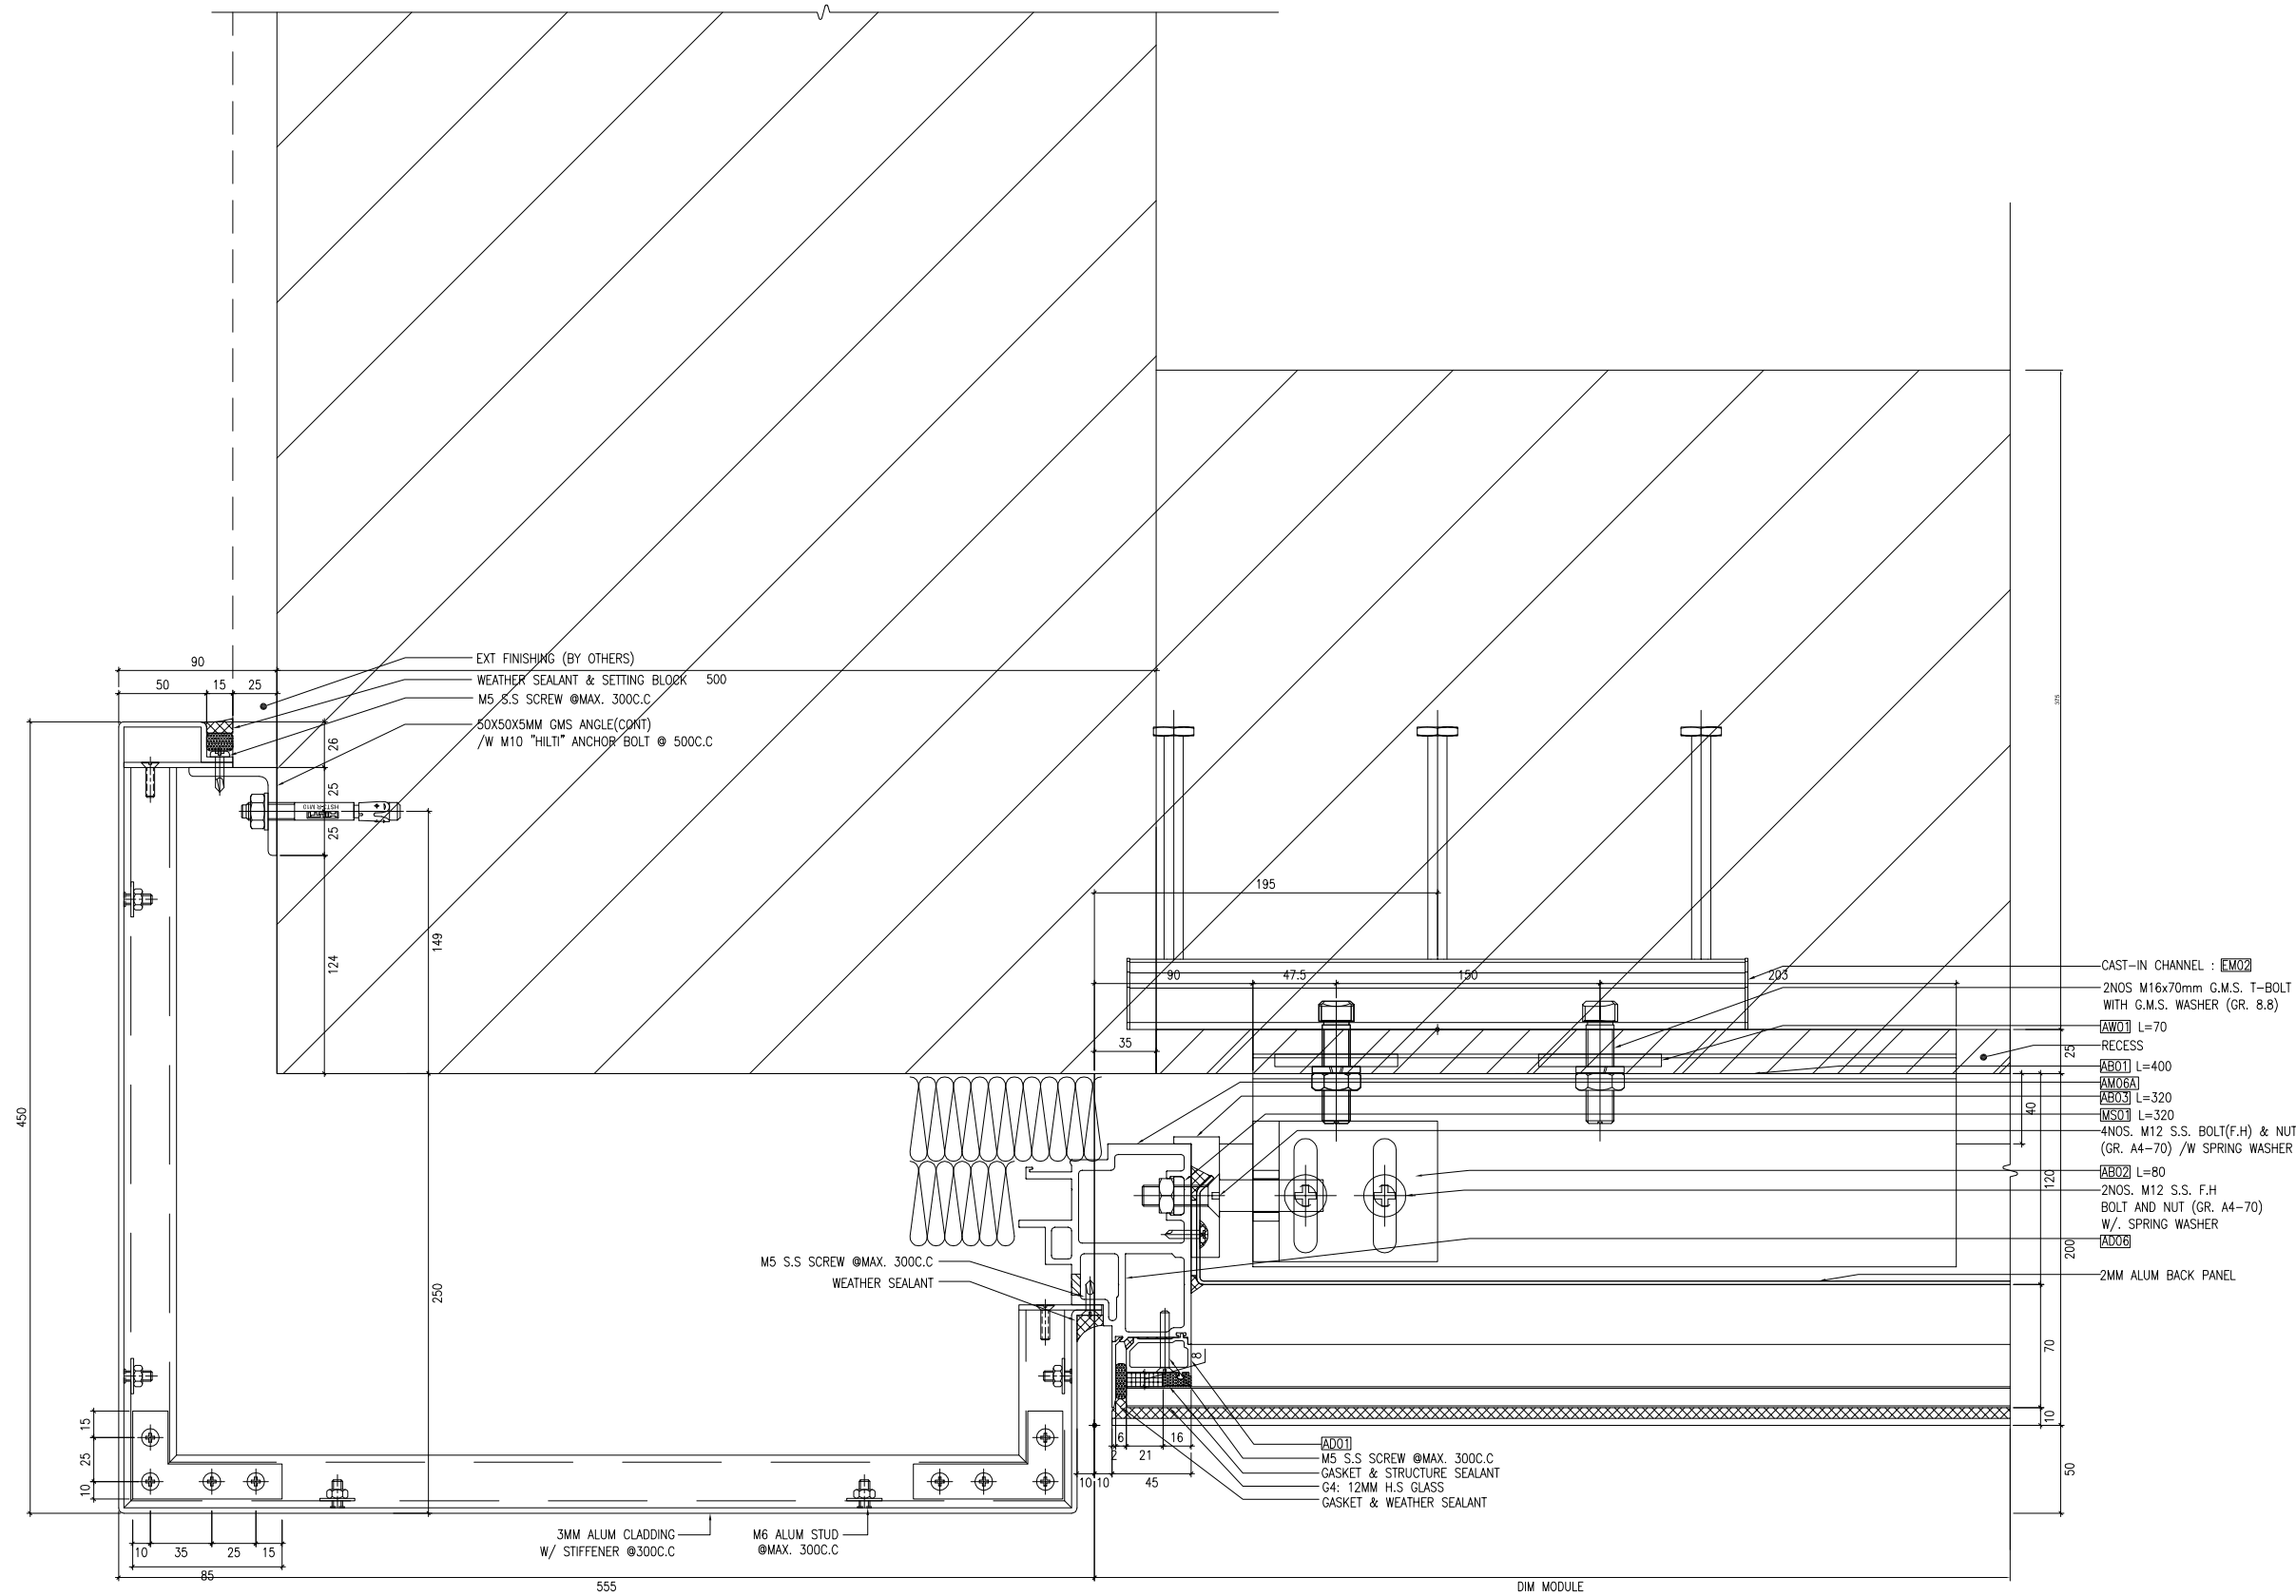 EXT FINISHING (BY OTHERS)
WEATHER SEALANT & SETTING BLOCK
500
M5 S.S SCREW @MAX. 300C.C
50X50X5MM GMS ANGLE(CONT)
/W M10 "HILTI" ANCHOR BOLT @ 500C.C
90
50
15
25
26
25
25
124
149
450
250
HST3-R M10
375
195
90
47.5
150
203
35
CAST-IN CHANNEL : EM02
2NOS M16x70mm G.M.S. T-BOLT
WITH G.M.S. WASHER (GR. 8.8)
AW01 L=70
RECESS
AB01 L=400
AM06A
AB03 L=320
MS01 L=320
4NOS. M12 S.S. BOLT(F.H) & NUT
(GR. A4-70) /W SPRING WASHER
AB02 L=80
2NOS. M12 S.S. F.H
BOLT AND NUT (GR. A4-70)
W/. SPRING WASHER
AD06
2MM ALUM BACK PANEL
25
40
120
200
70
10
50
M5 S.S SCREW @MAX. 300C.C
WEATHER SEALANT
8
6
16
2
21
10
10
45
AD01
M5 S.S SCREW @MAX. 300C.C
GASKET & STRUCTURE SEALANT
G4: 12MM H.S GLASS
GASKET & WEATHER SEALANT
15
25
10
3MM ALUM CLADDING
W/ STIFFENER @300C.C
M6 ALUM STUD
@MAX. 300C.C
10
35
25
15
85
555
DIM MODULE